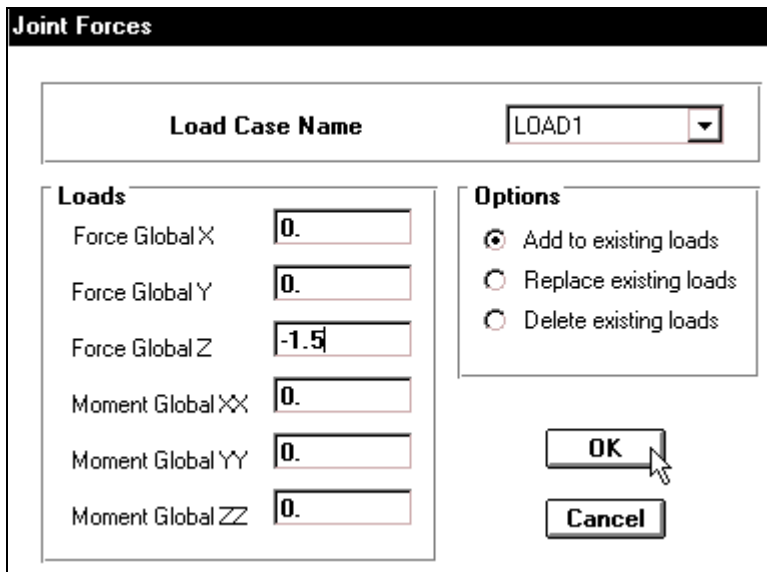 Joint Forces
Load Case Name LOAD1
Loads
Force Global X 0.
Force Global Y 0.
Force Global Z -1.5
Moment Global XX 0.
Moment Global YY 0.
Moment Global ZZ 0.
Options
Add to existing loads
Replace existing loads
Delete existing loads
OK
Cancel